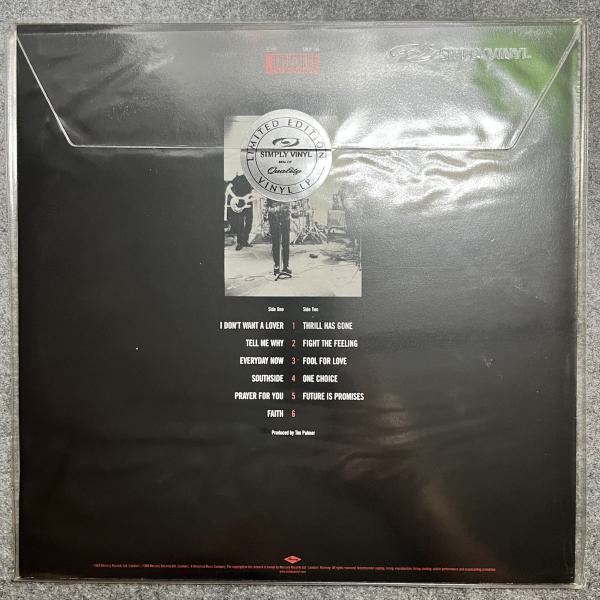 SIMPLY VINYL
LIMITED EDITION
SIMPLY VINYL
Quality
VINYL LP
Side One Side Two
I DON'T WANT A LOVER 1 THRILL HAS GONE
TELL ME WHY 2 FIGHT THE FEELING
EVERYDAY NOW 3 FOOL FOR LOVE
SOUTHSIDE 4 ONE CHOICE
PRAYER FOR YOU 5 FUTURE IS PROMISES
FAITH 6
Produced by Tim Palmer